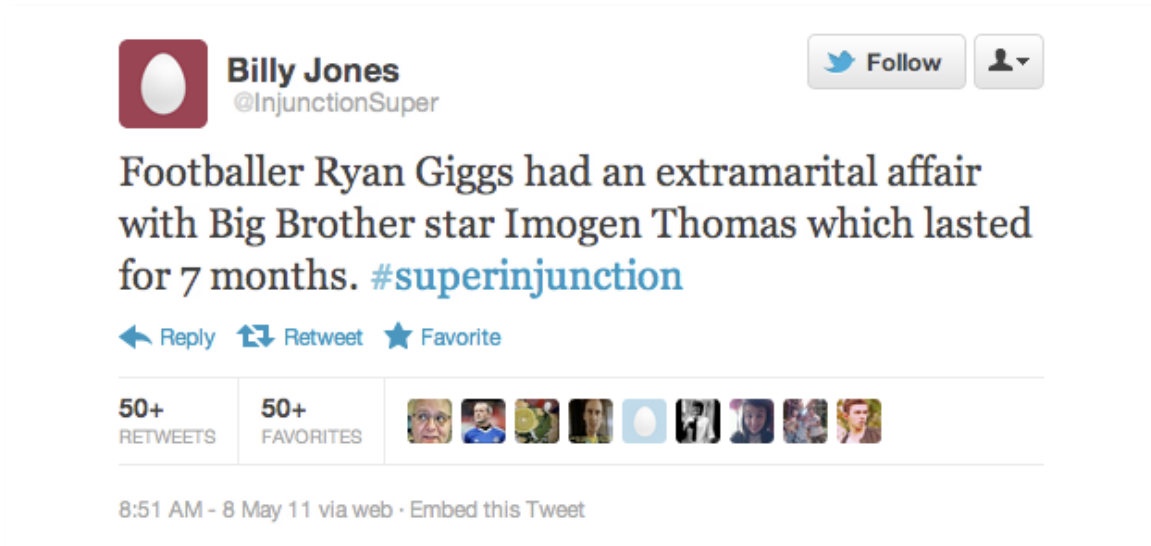 Billy Jones
@InjunctionSuper
Follow
Footballer Ryan Giggs had an extramarital affair
with Big Brother star Imogen Thomas which lasted
for 7 months. #superinjunction
Reply Retweet Favorite
50+ 50+
RETWEETS FAVORITES
8:51 AM - 8 May 11 via web · Embed this Tweet